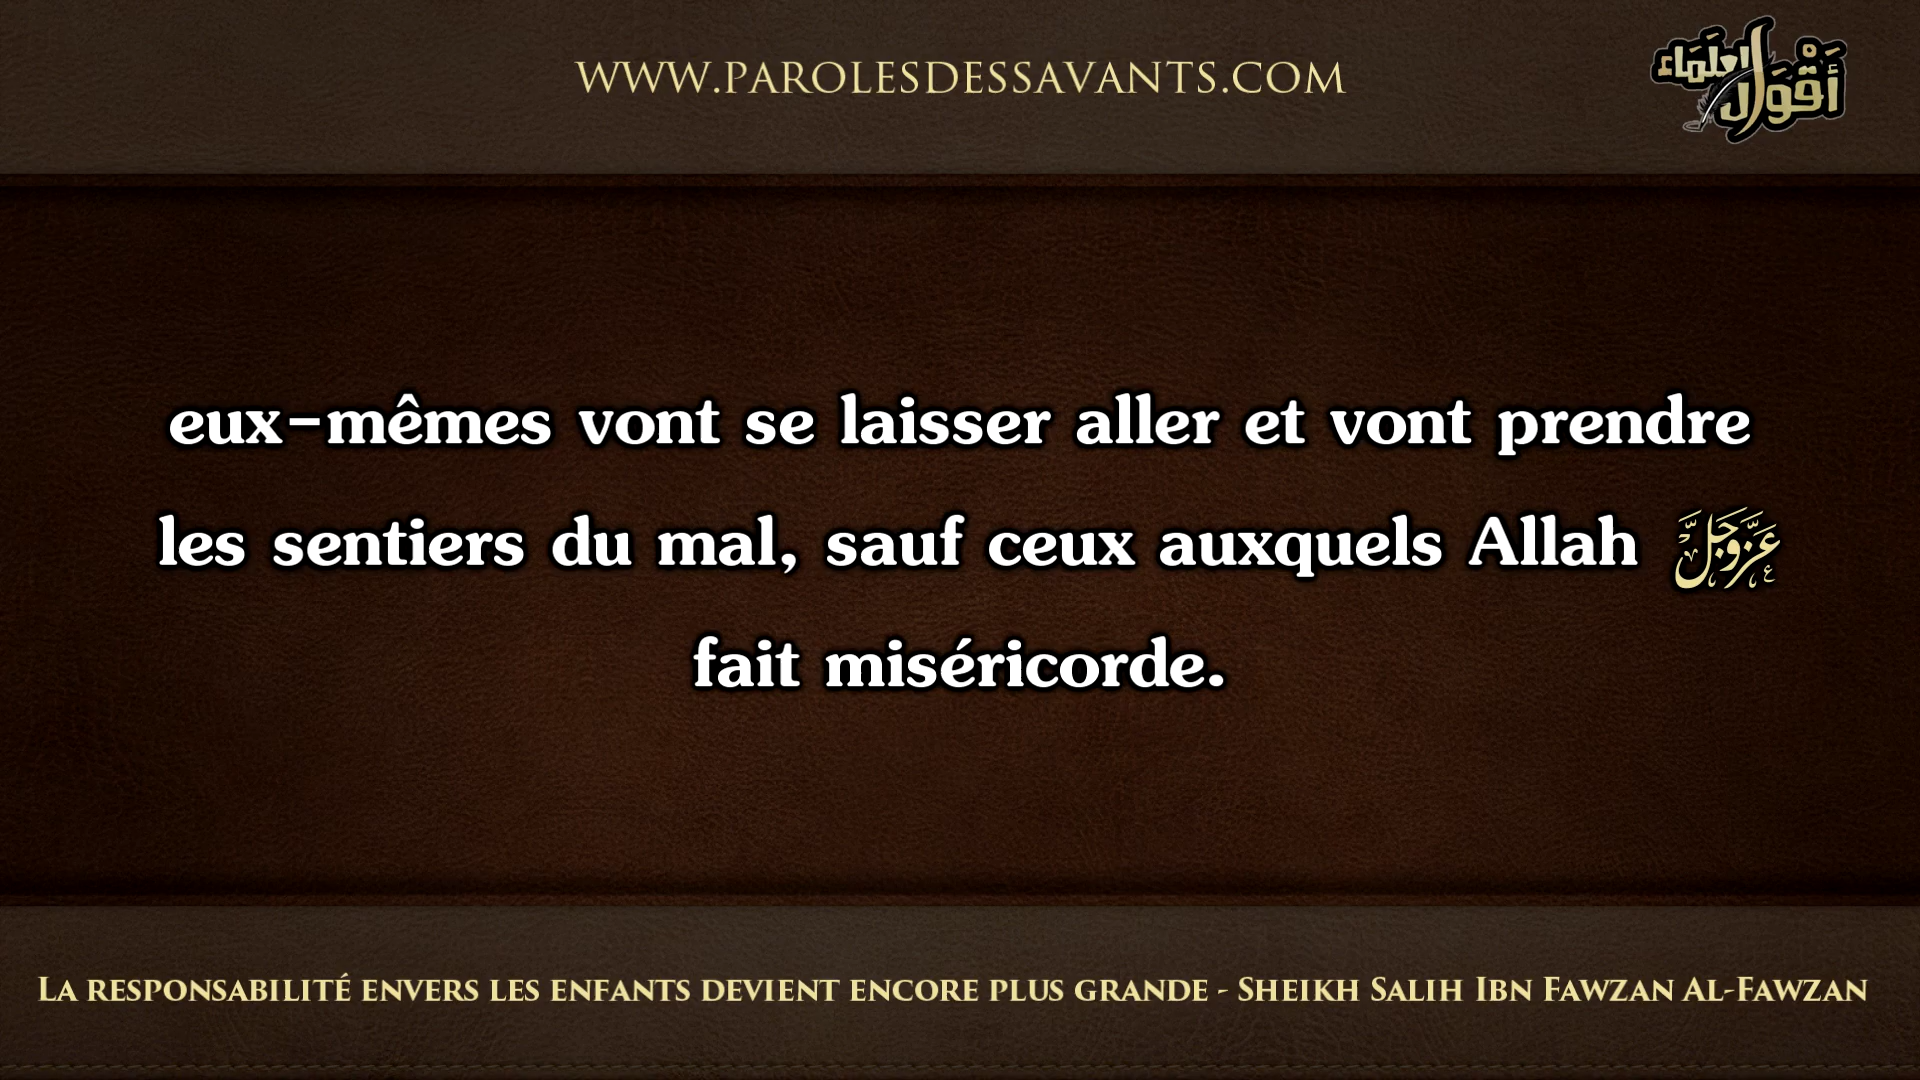 WWW.PAROLESDESSAVANTS.COM
أقوال العلماء
eux-mêmes vont se laisser aller et vont prendre
les sentiers du mal, sauf ceux auxquels Allah عَزَّوَجَلَّ
fait miséricorde.
La responsabilité envers les enfants devient encore plus grande - Sheikh Salih Ibn Fawzan Al-Fawzan